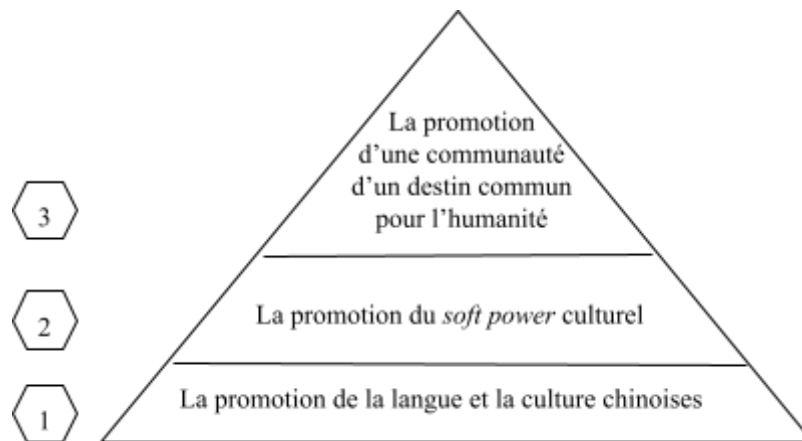 La promotion
d'une communauté
d'un destin commun
pour l'humanité
3
La promotion du soft power culturel
2
La promotion de la langue et la culture chinoises
1